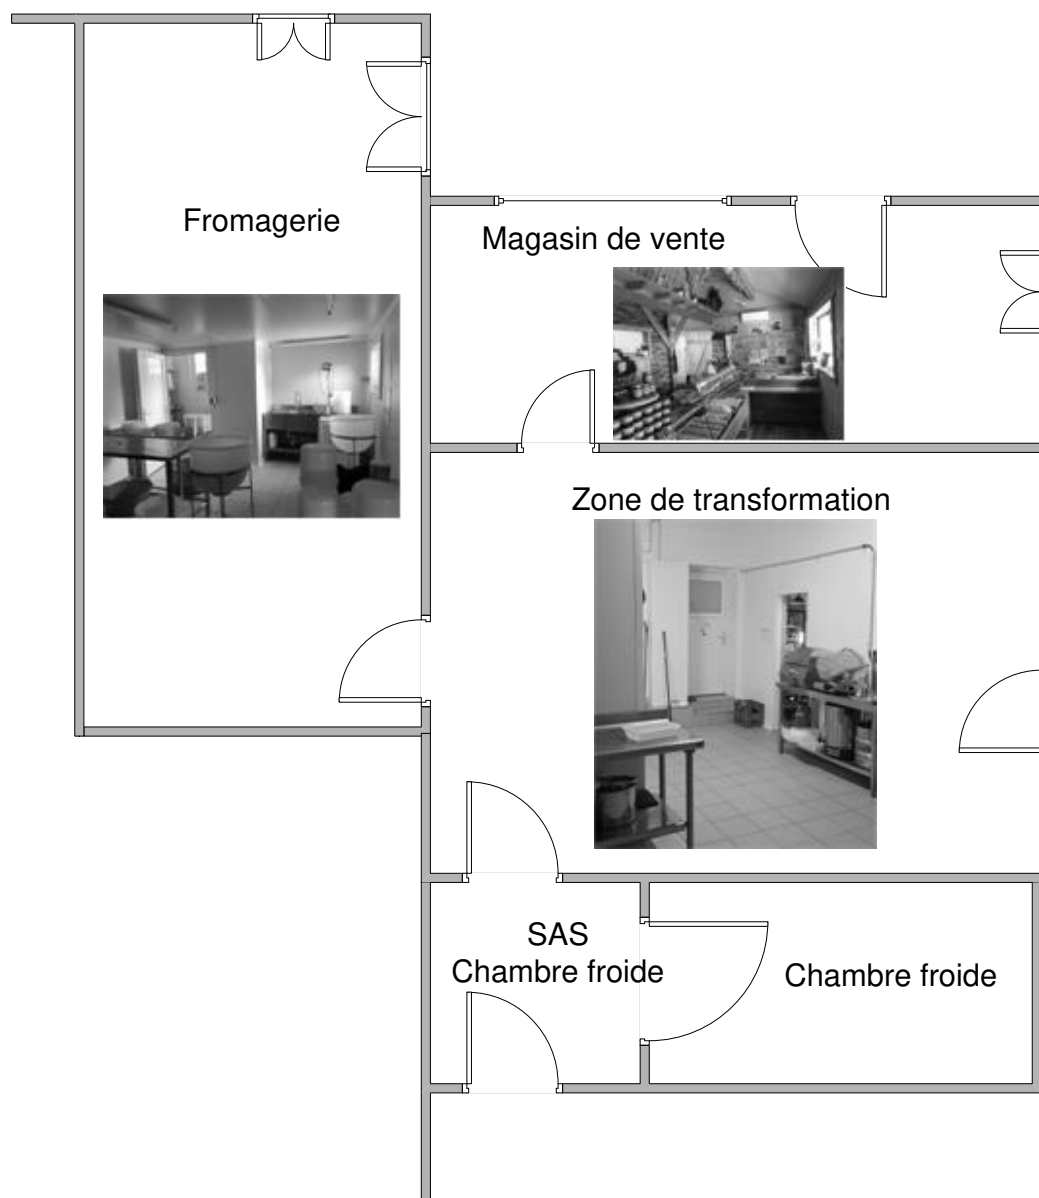 Fromagerie
Magasin de vente
Zone de transformation
SAS
Chambre froide
Chambre froide